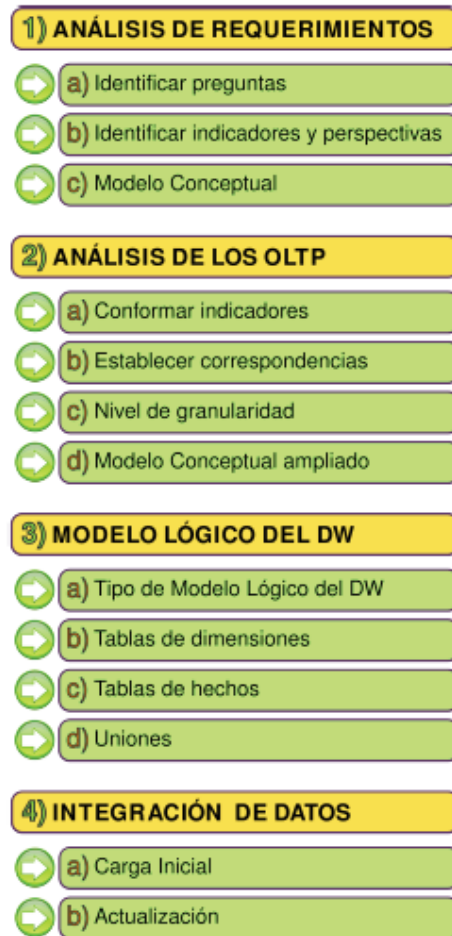 1) ANÁLISIS DE REQUERIMIENTOS
a) Identificar preguntas
b) Identificar indicadores y perspectivas
c) Modelo Conceptual
2) ANÁLISIS DE LOS OLTP
a) Conformar indicadores
b) Establecer correspondencias
c) Nivel de granularidad
d) Modelo Conceptual ampliado
3) MODELO LÓGICO DEL DW
a) Tipo de Modelo Lógico del DW
b) Tablas de dimensiones
c) Tablas de hechos
d) Uniones
4) INTEGRACIÓN DE DATOS
a) Carga Inicial
b) Actualización